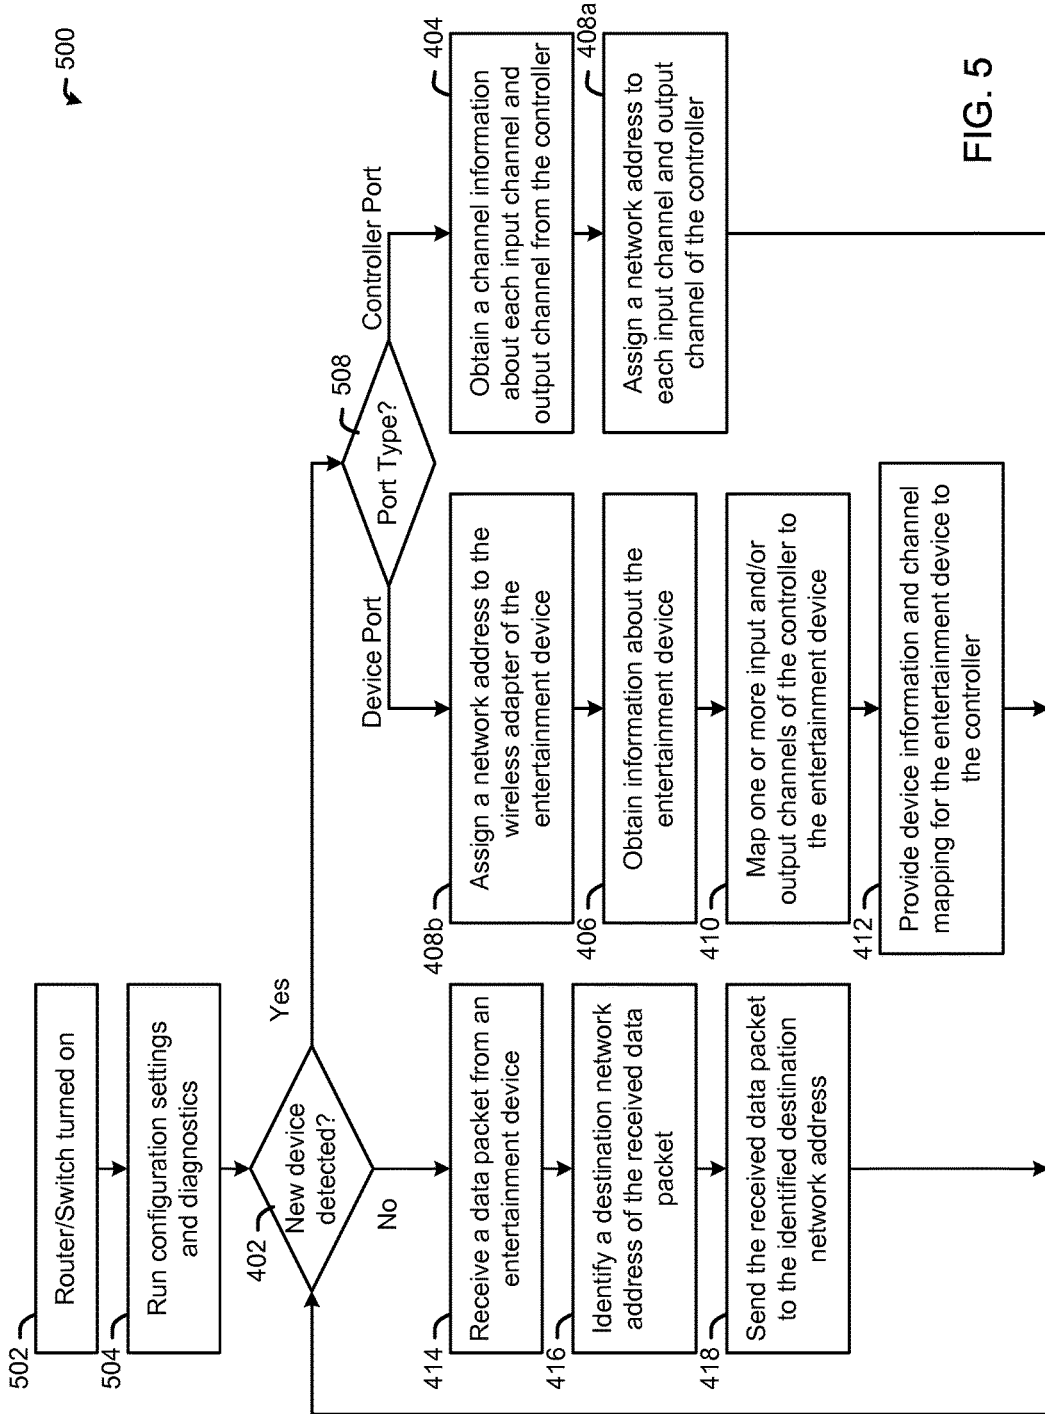 500
502
Router/Switch turned on
504
Run configuration settings
and diagnostics
402
New device
detected?
Yes
No
508
Port Type?
Device Port
Controller Port
414
Receive a data packet from an
entertainment device
416
Identify a destination network
address of the received data
packet
418
Send the received data packet
to the identified destination
network address
408b
Assign a network address to the
wireless adapter of the
entertainment device
406
Obtain information about the
entertainment device
410
Map one or more input and/or
output channels of the controller to
the entertainment device
412
Provide device information and channel
mapping for the entertainment device to
the controller
404
Obtain a channel information
about each input channel and
output channel from the controller
408a
Assign a network address to
each input channel and output
channel of the controller
FIG. 5